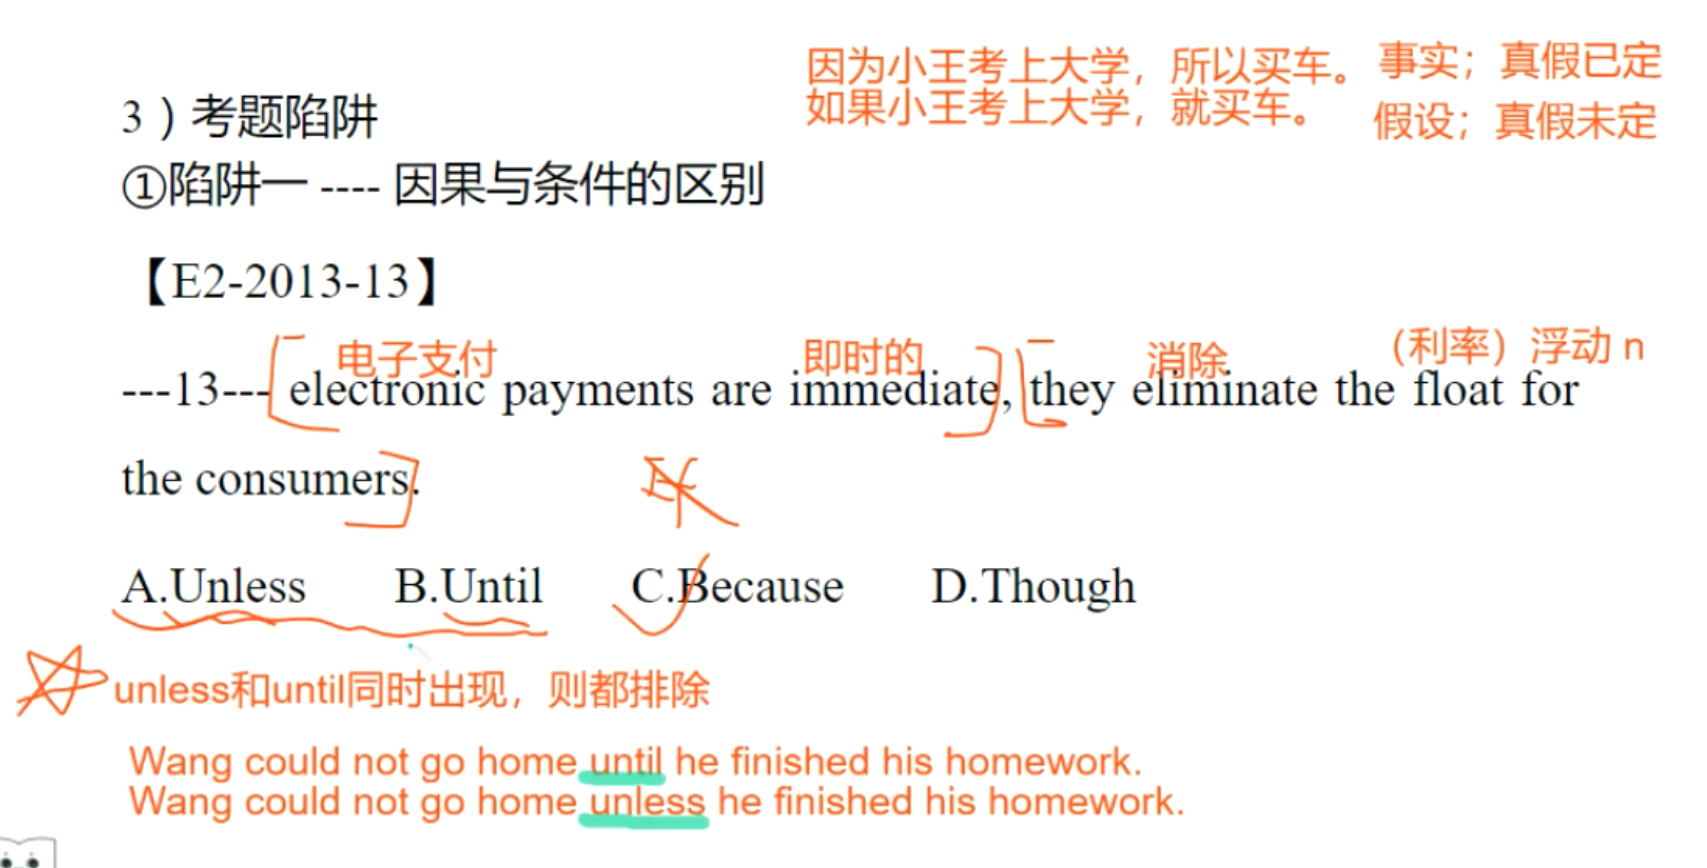 因为小王考上大学，所以买车。 事实；真假已定
如果小王考上大学，就买车。 假设；真假未定
3）考题陷阱
①陷阱一 ---- 因果与条件的区别
【E2-2013-13】
电子支付 即时的 消除 （利率）浮动 n
---13--- electronic payments are immediate, they eliminate the float for
the consumers.
If
A.Unless B.Until C.Because D.Though
unless和until同时出现，则都排除
Wang could not go home until he finished his homework.
Wang could not go home unless he finished his homework.